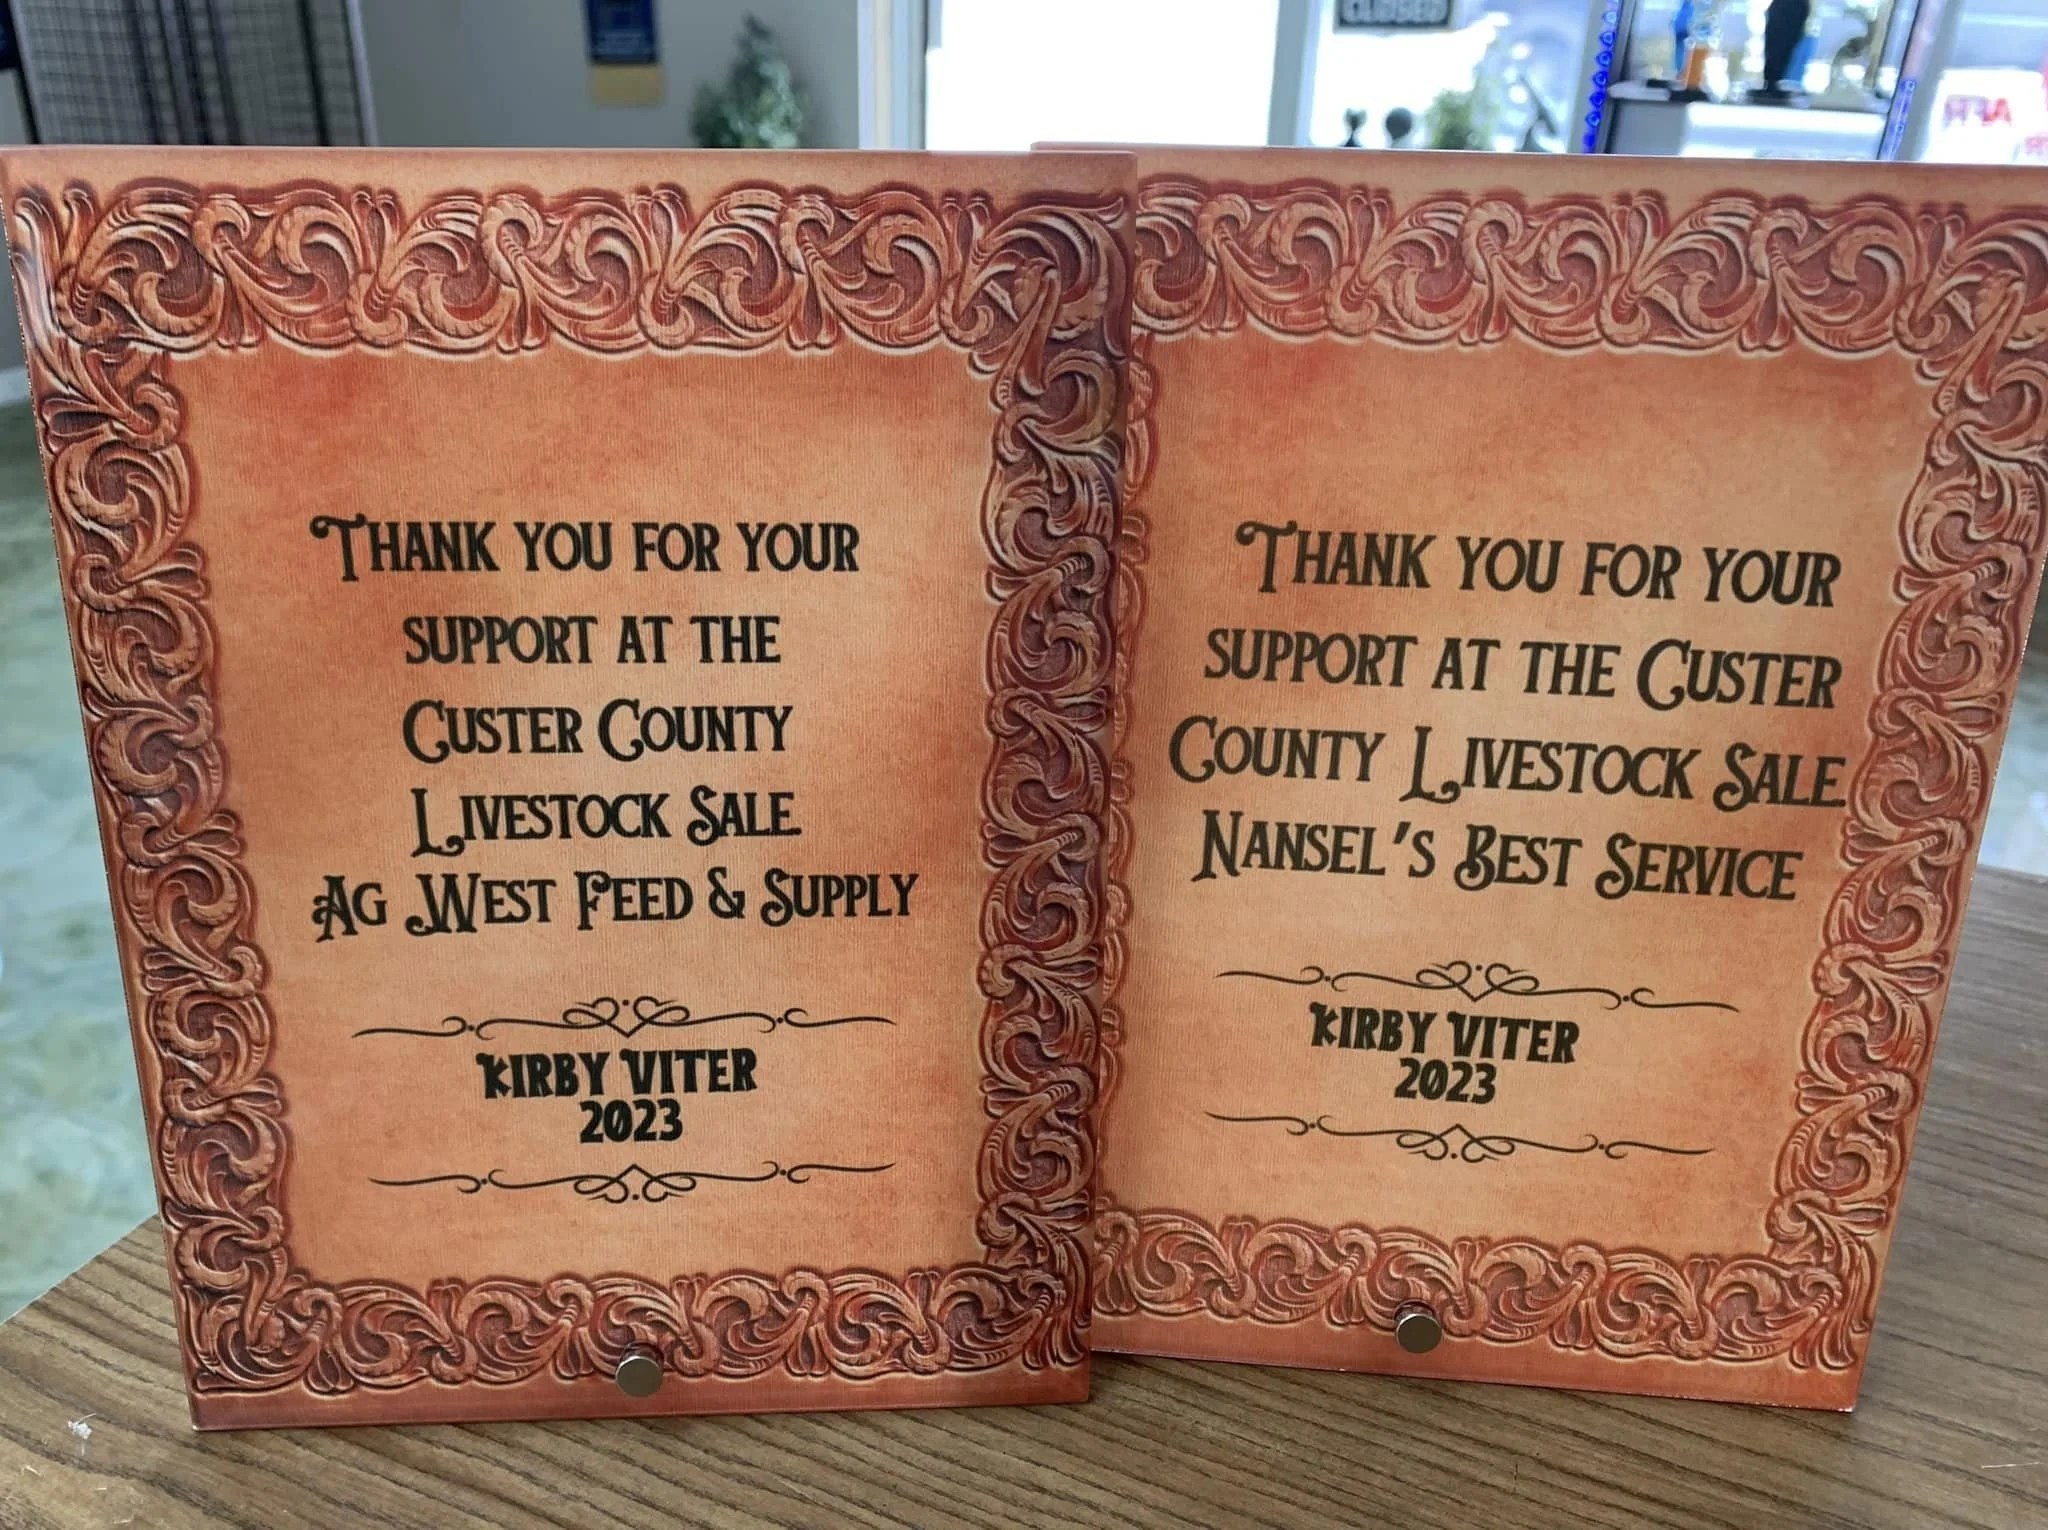 CLOSED
Thank you for your
support at the
Custer County
Livestock Sale
Ag West Feed & Supply
Kirby Viter
2023
Thank you for your
support at the Custer
County Livestock Sale
Nansel's Best Service
Kirby Viter
2023